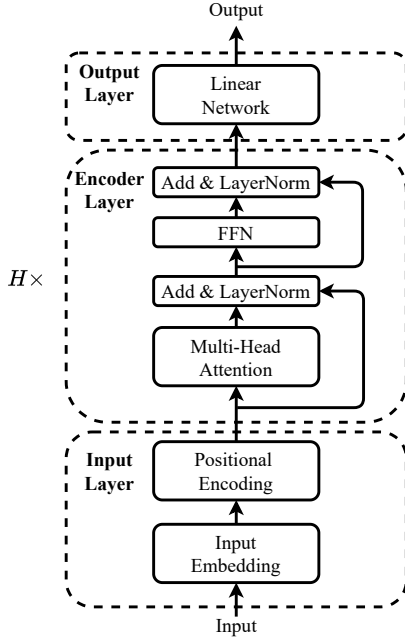 Output
Output
Layer
Linear
Network
Encoder
Layer
Add & LayerNorm
FFN
H×
Add & LayerNorm
Multi-Head
Attention
Input
Layer
Positional
Encoding
Input
Embedding
Input